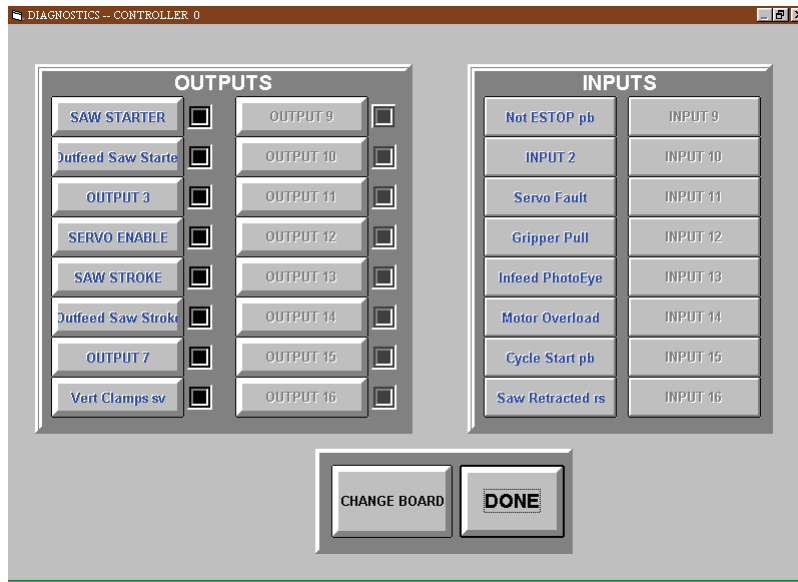 DIAGNOSTICS -- CONTROLLER 0
OUTPUTS
SAW STARTER
OUTPUT 9
Outfeed Saw Starte
OUTPUT 10
OUTPUT 3
OUTPUT 11
SERVO ENABLE
OUTPUT 12
SAW STROKE
OUTPUT 13
Outfeed Saw Stroke
OUTPUT 14
OUTPUT 7
OUTPUT 15
Vert Clamps sv
OUTPUT 16
INPUTS
Not ESTOP pb
INPUT 9
INPUT 2
INPUT 10
Servo Fault
INPUT 11
Gripper Pull
INPUT 12
Infeed PhotoEye
INPUT 13
Motor Overload
INPUT 14
Cycle Start pb
INPUT 15
Saw Retracted rs
INPUT 16
CHANGE BOARD
DONE